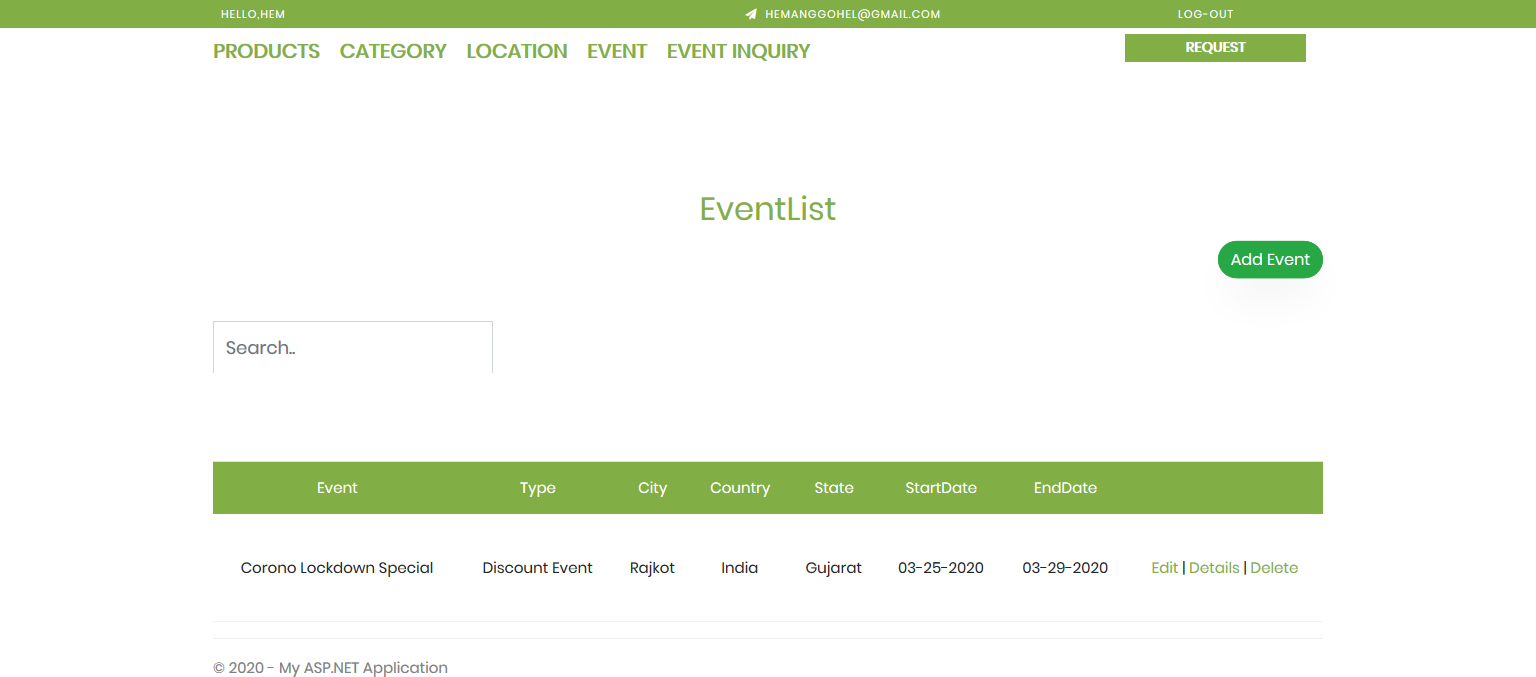 HELLO,HEM HEMANGGOHEL@GMAIL.COM LOG-OUT
PRODUCTS CATEGORY LOCATION EVENT EVENT INQUIRY REQUEST
EventList
Add Event
Search..
Event Type City Country State StartDate EndDate
Corono Lockdown Special Discount Event Rajkot India Gujarat 03-25-2020 03-29-2020 Edit | Details | Delete
© 2020 - My ASP.NET Application